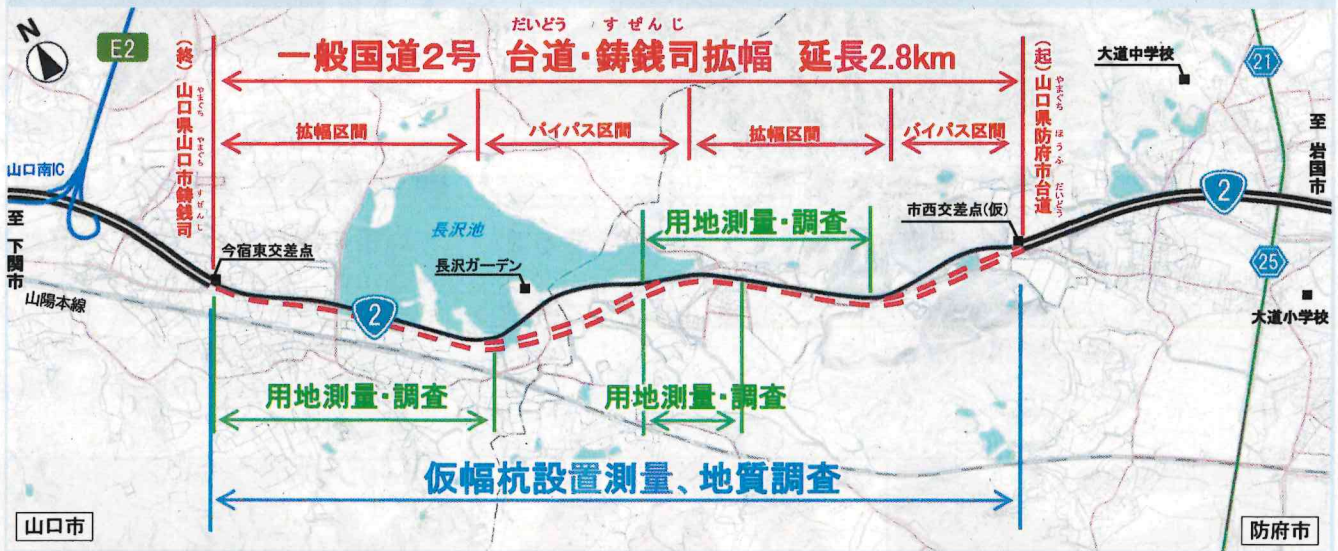 N
E2
だいどう すぜんじ
一般国道2号 台道・鋳銭司拡幅 延長2.8km
拡幅区間
バイパス区間
拡幅区間
バイパス区間
(終)山口県山口市鋳銭司
やまぐち やまぐち すぜんじ
(起)山口県防府市台道
やまぐち ほうふ だいどう
大道中学校
21
至 岩国市
山口南IC
2
至 下関市
今宿東交差点
長沢池
長沢ガーデン
用地測量・調査
市西交差点(仮)
25
大道小学校
山陽本線
2
用地測量・調査
用地測量・調査
仮幅杭設置測量、地質調査
山口市
防府市